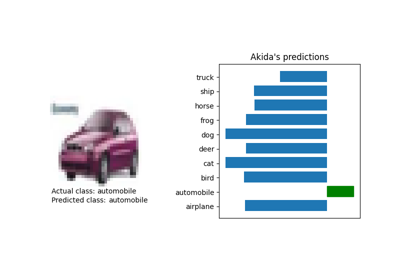 Akida's predictions
truck
ship
horse
frog
dog
deer
cat
bird
automobile
airplane
Actual class: automobile
Predicted class: automobile